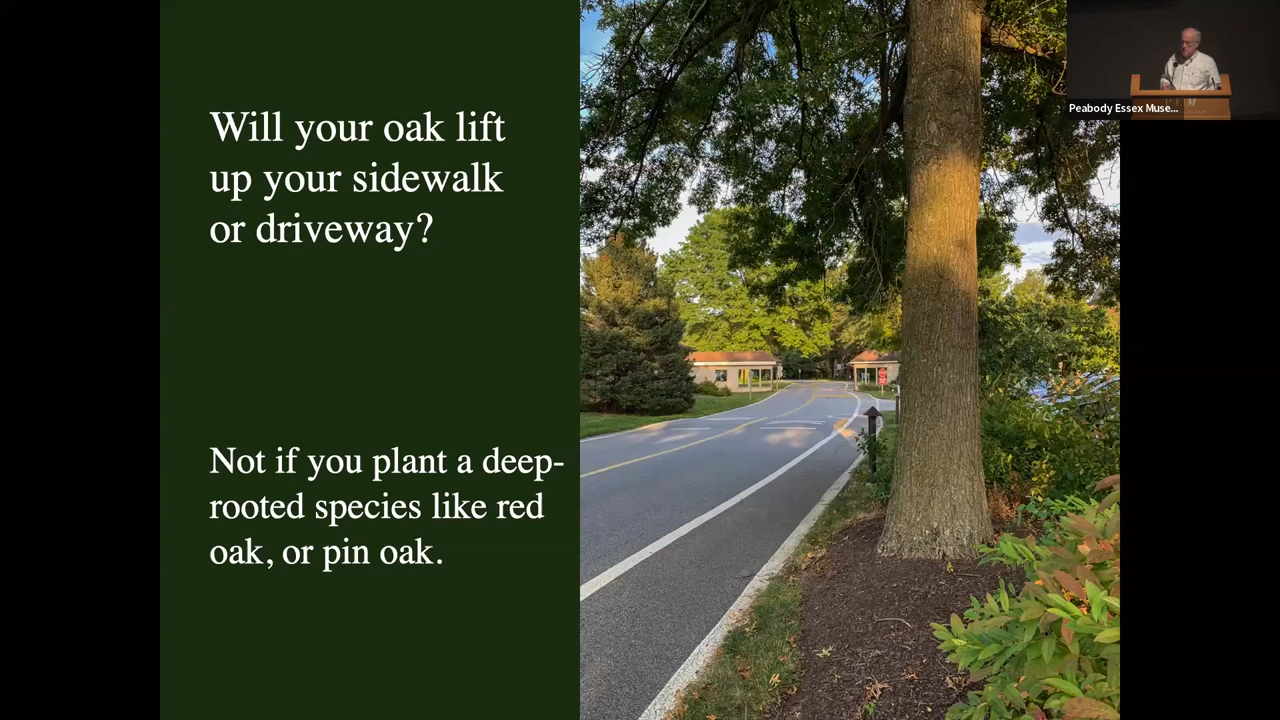 Will your oak lift
up your sidewalk
or driveway?
Not if you plant a deep-
rooted species like red
oak, or pin oak.
Peabody Essex Muse...